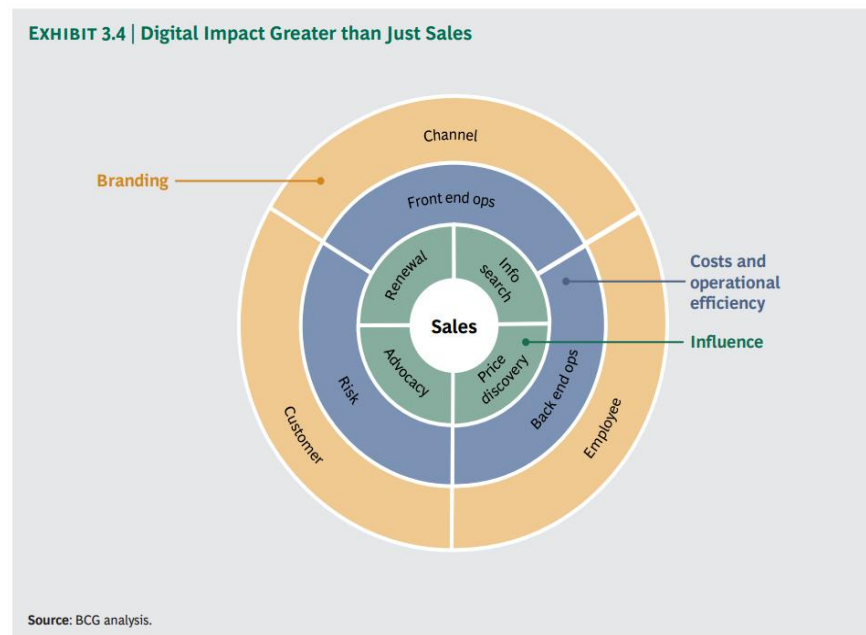 EXHIBIT 3.4 | Digital Impact Greater than Just Sales
Channel
Branding
Front end ops
Renewal
Info
search
Costs and
operational
efficiency
Sales
Influence
Advocacy
Price
discovery
Risk
Back end ops
Customer
Employee
Source: BCG analysis.